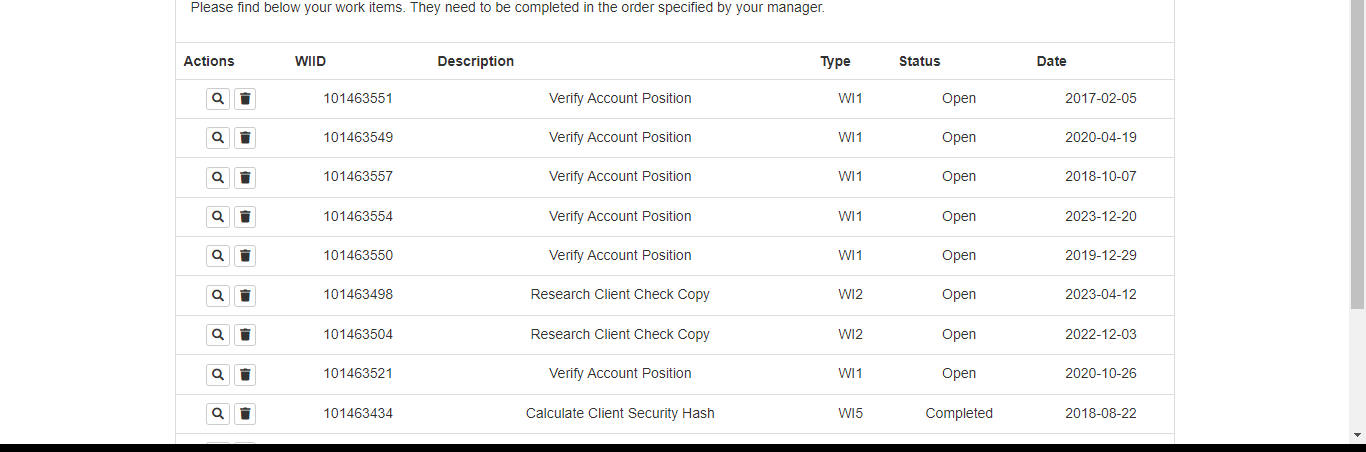 Please find below your work items. They need to be completed in the order specified by your manager.
Actions WIID Description Type Status Date
101463551 Verify Account Position WI1 Open 2017-02-05
101463549 Verify Account Position WI1 Open 2020-04-19
101463557 Verify Account Position WI1 Open 2018-10-07
101463554 Verify Account Position WI1 Open 2023-12-20
101463550 Verify Account Position WI1 Open 2019-12-29
101463498 Research Client Check Copy WI2 Open 2023-04-12
101463504 Research Client Check Copy WI2 Open 2022-12-03
101463521 Verify Account Position WI1 Open 2020-10-26
101463434 Calculate Client Security Hash WI5 Completed 2018-08-22